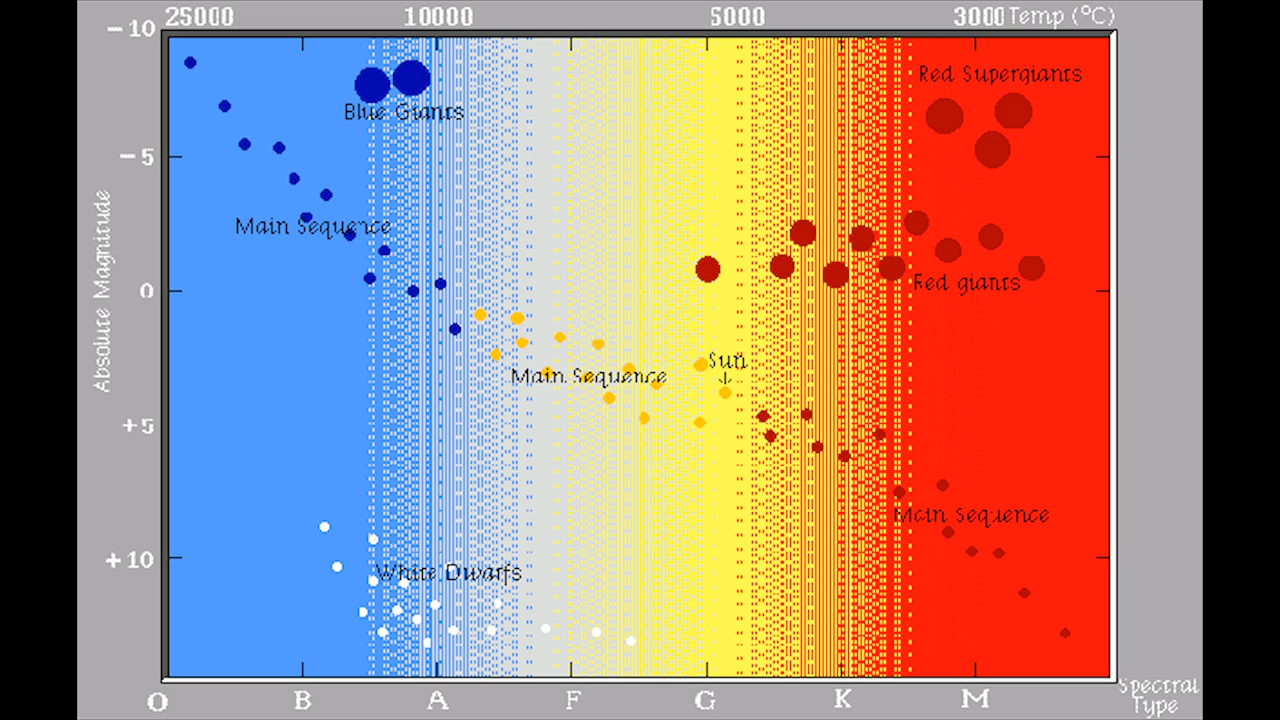 25000 10000 5000 3000 Temp (°C)
-10
Red Supergiants
Blue Giants
-5
Main Sequence
Absolute Magnitude
Red giants
0
Sun
Main Sequence
+5
Main Sequence
+10
White Dwarfs
O B A F G K M
Spectral
Type